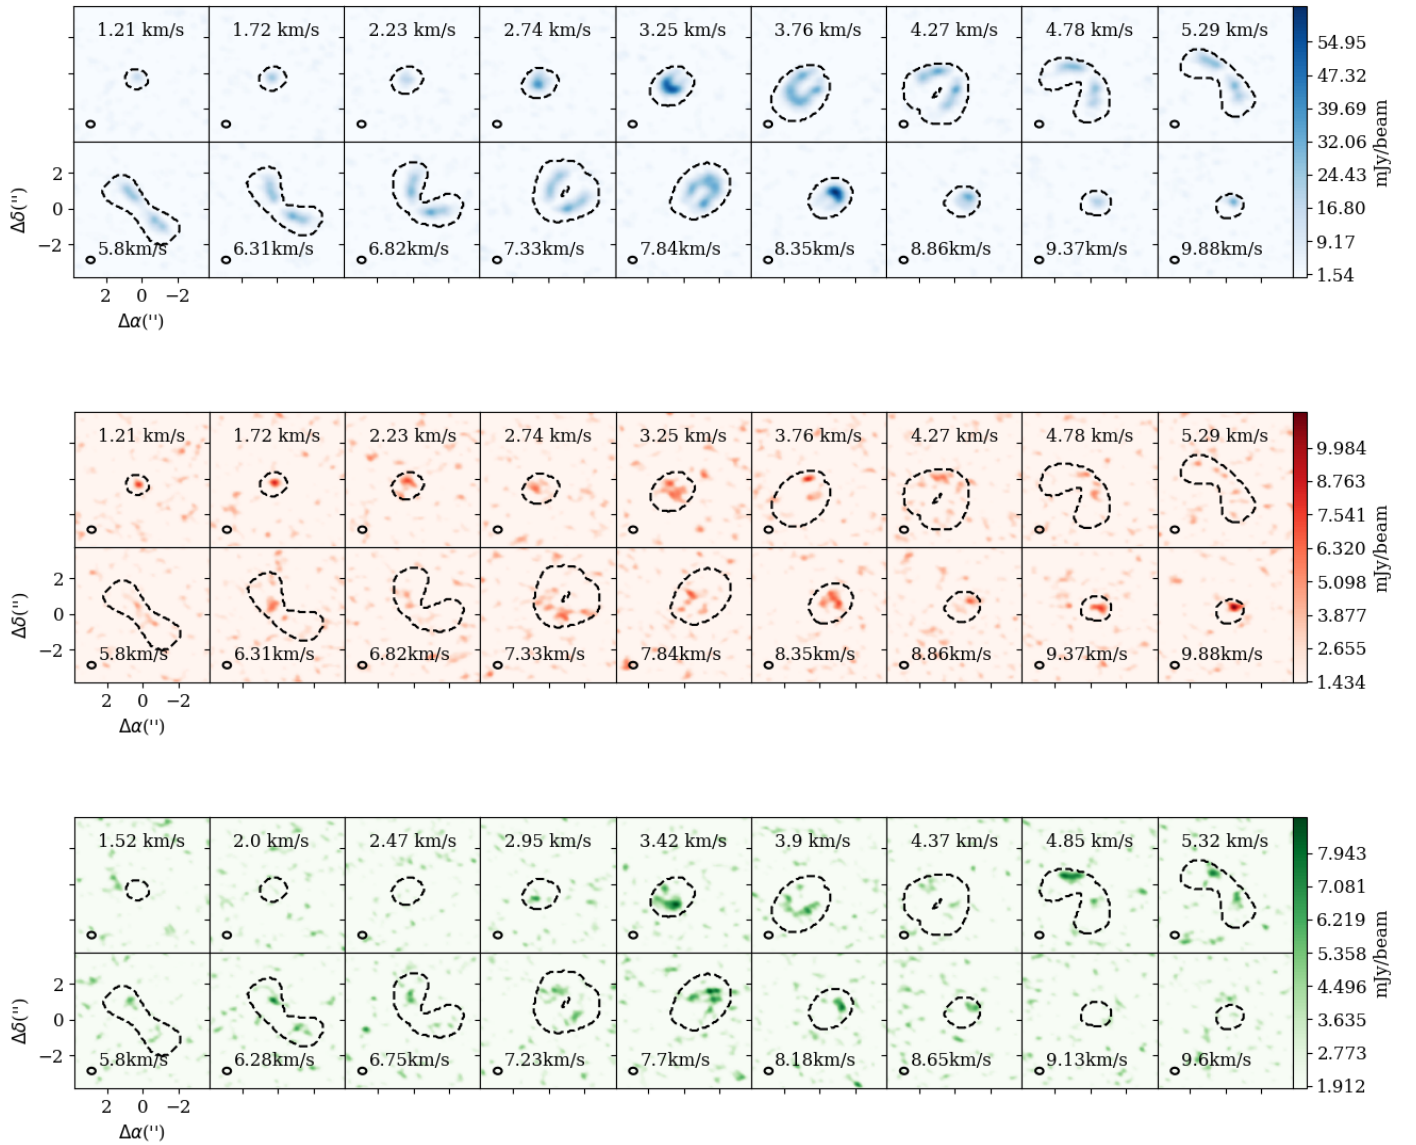 1.21 km/s 1.72 km/s 2.23 km/s 2.74 km/s 3.25 km/s 3.76 km/s 4.27 km/s 4.78 km/s 5.29 km/s
54.95
47.32
39.69
32.06
24.43
16.80
9.17
1.54
mJy/beam
2
0
−2
Δδ('')
5.8km/s 6.31km/s 6.82km/s 7.33km/s 7.84km/s 8.35km/s 8.86km/s 9.37km/s 9.88km/s
2 0 −2
Δα('')
1.21 km/s 1.72 km/s 2.23 km/s 2.74 km/s 3.25 km/s 3.76 km/s 4.27 km/s 4.78 km/s 5.29 km/s
9.984
8.763
7.541
6.320
5.098
3.877
2.655
1.434
mJy/beam
2
0
−2
Δδ('')
5.8km/s 6.31km/s 6.82km/s 7.33km/s 7.84km/s 8.35km/s 8.86km/s 9.37km/s 9.88km/s
2 0 −2
Δα('')
1.52 km/s 2.0 km/s 2.47 km/s 2.95 km/s 3.42 km/s 3.9 km/s 4.37 km/s 4.85 km/s 5.32 km/s
7.943
7.081
6.219
5.358
4.496
3.635
2.773
1.912
mJy/beam
2
0
−2
Δδ('')
5.8km/s 6.28km/s 6.75km/s 7.23km/s 7.7km/s 8.18km/s 8.65km/s 9.13km/s 9.6km/s
2 0 −2
Δα('')